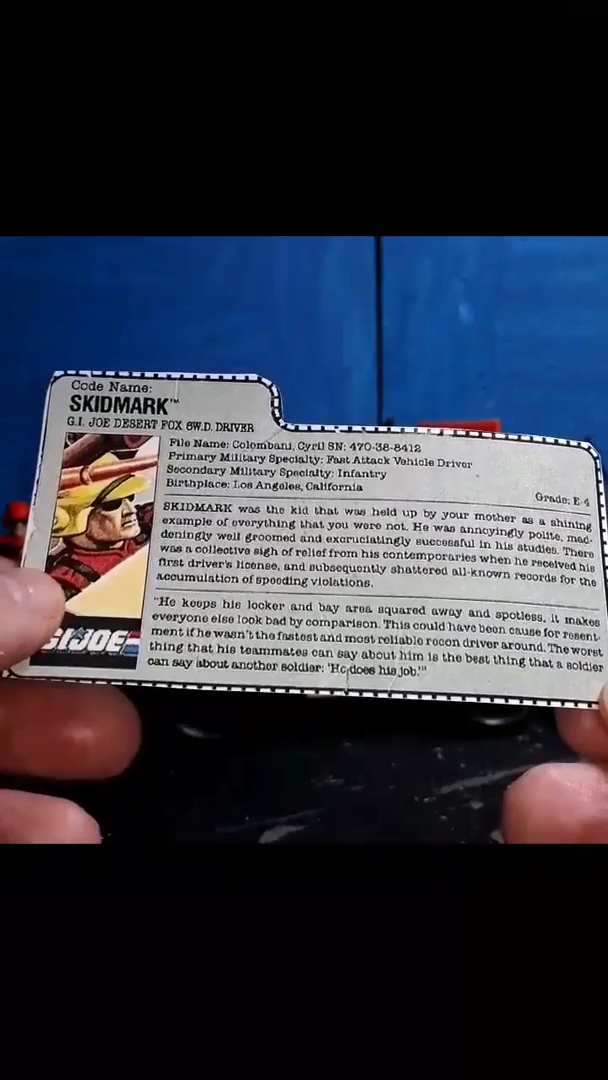 Code Name:
SKIDMARK™
G.I. JOE DESERT FOX 6W.D. DRIVER
File Name: Colombani, Cyril SN: 470-38-8412
Primary Military Specialty: Fast Attack Vehicle Driver
Secondary Military Specialty: Infantry
Birthplace: Los Angeles, California
Grade: E-4
SKIDMARK was the kid that was held up by your mother as a shining
example of everything that you were not. He was annoyingly polite, mad-
deningly well groomed and excruciatingly successful in his studies. There
was a collective sigh of relief from his contemporaries when he received his
first driver's license, and subsequently shattered all-known records for the
accumulation of speeding violations.
"He keeps his locker and bay area squared away and spotless, it makes
everyone else look bad by comparison. This could have been cause for resent-
ment if he wasn't the fastest and most reliable recon driver around. The worst
thing that his teammates can say about him is the best thing that a soldier
can say about another soldier: 'He does his job.'"
GI JOE